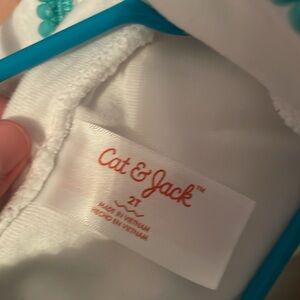 Cat & Jack™
2T
MADE IN VIETNAM
HECHO EN VIETNAM